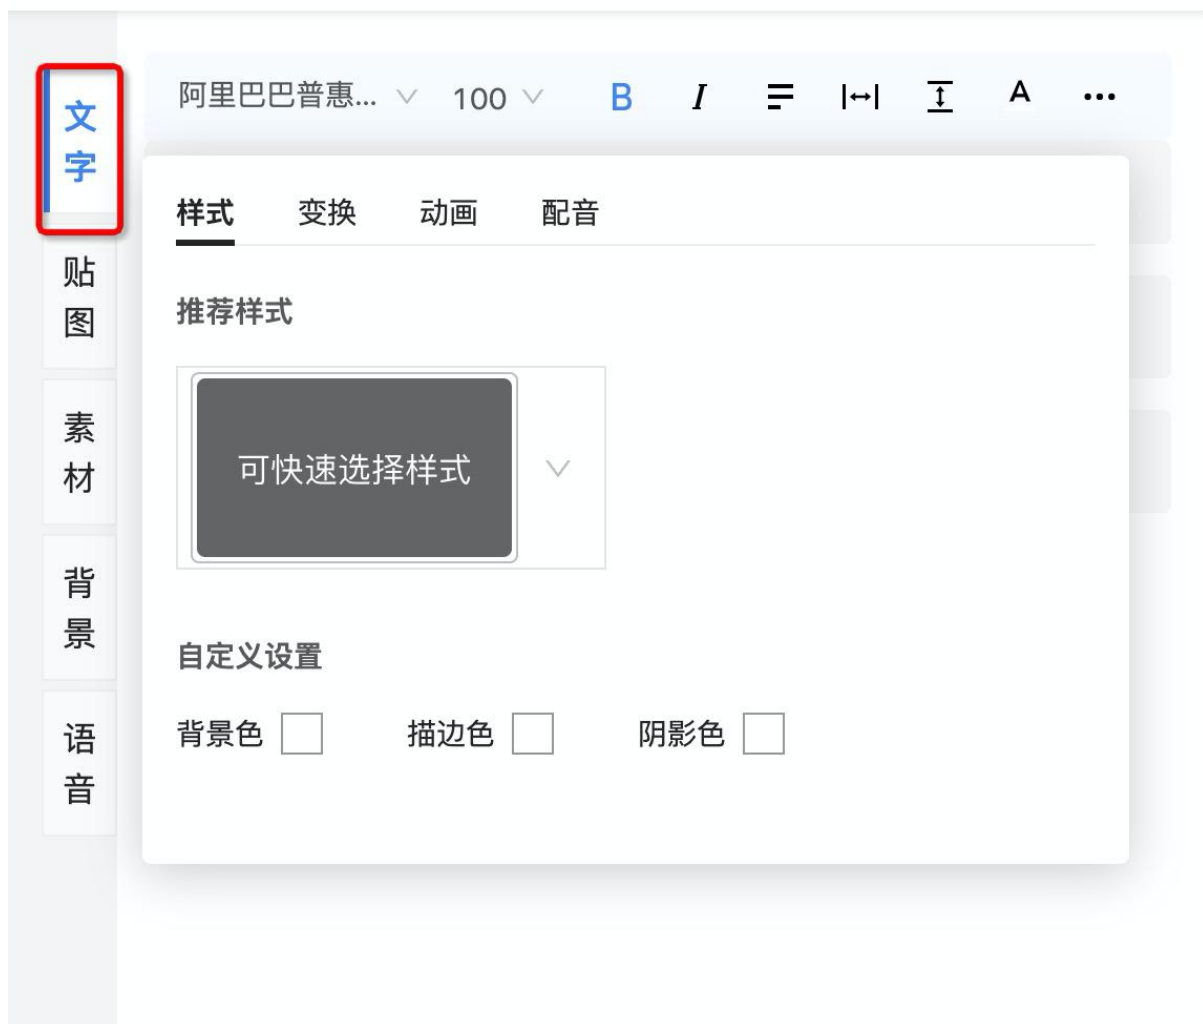 文字
贴图
素材
背景
语音
阿里巴巴普惠... 100 B I A ...
样式 变换 动画 配音
推荐样式
可快速选择样式
自定义设置
背景色 描边色 阴影色